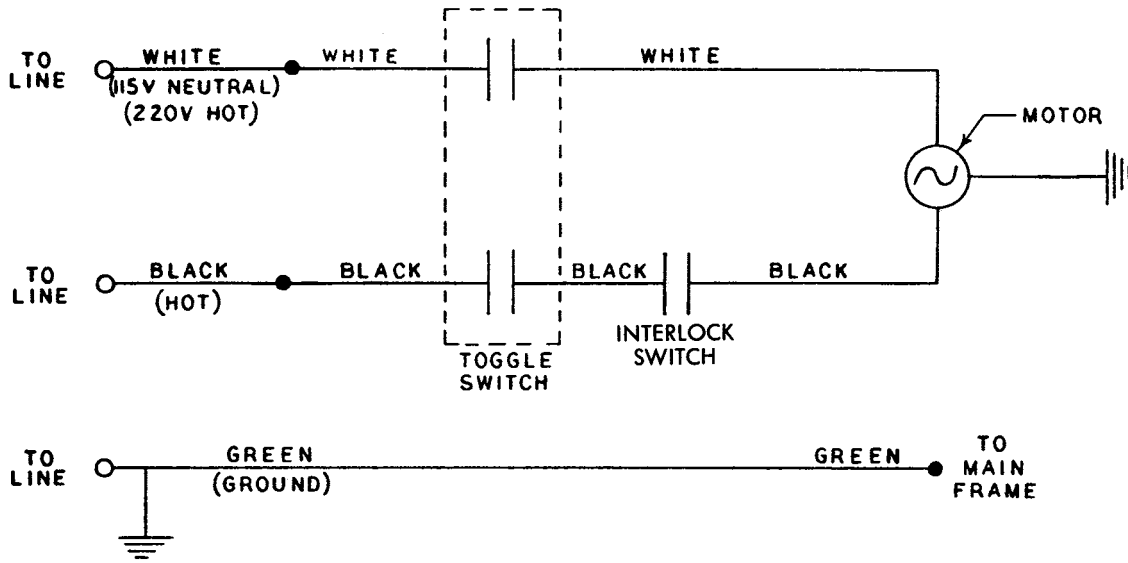 TO
LINE
WHITE
(115V NEUTRAL)
(220V HOT)
WHITE
WHITE
MOTOR
TO
LINE
BLACK
(HOT)
BLACK
BLACK
BLACK
INTERLOCK
SWITCH
TOGGLE
SWITCH
TO
LINE
GREEN
(GROUND)
GREEN
TO
MAIN
FRAME